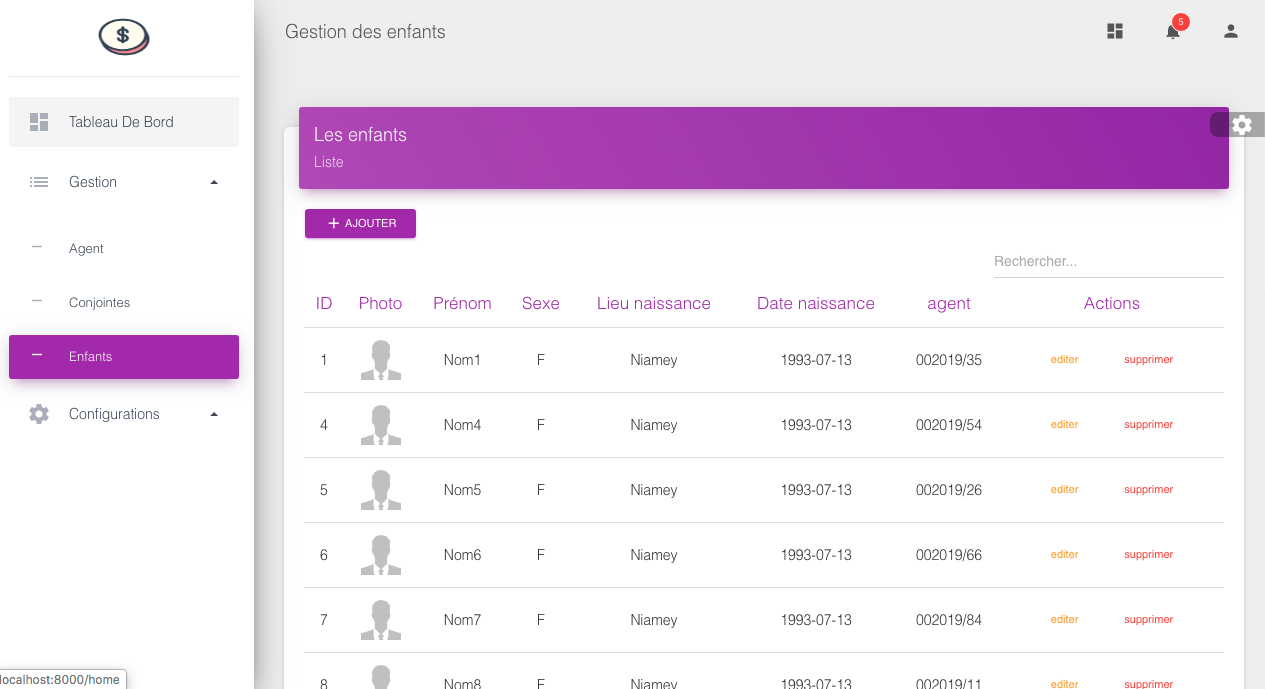 $
Tableau De Bord
Gestion
Agent
Conjointes
Enfants
Configurations
localhost:8000/home
Gestion des enfants
5
Les enfants
Liste
+ AJOUTER
Rechercher...
ID Photo Prénom Sexe Lieu naissance Date naissance agent Actions
1 Nom1 F Niamey 1993-07-13 002019/35 editer supprimer
4 Nom4 F Niamey 1993-07-13 002019/54 editer supprimer
5 Nom5 F Niamey 1993-07-13 002019/26 editer supprimer
6 Nom6 F Niamey 1993-07-13 002019/66 editer supprimer
7 Nom7 F Niamey 1993-07-13 002019/84 editer supprimer
8 Nom8 F Niamey 1993-07-13 002019/11 editer supprimer